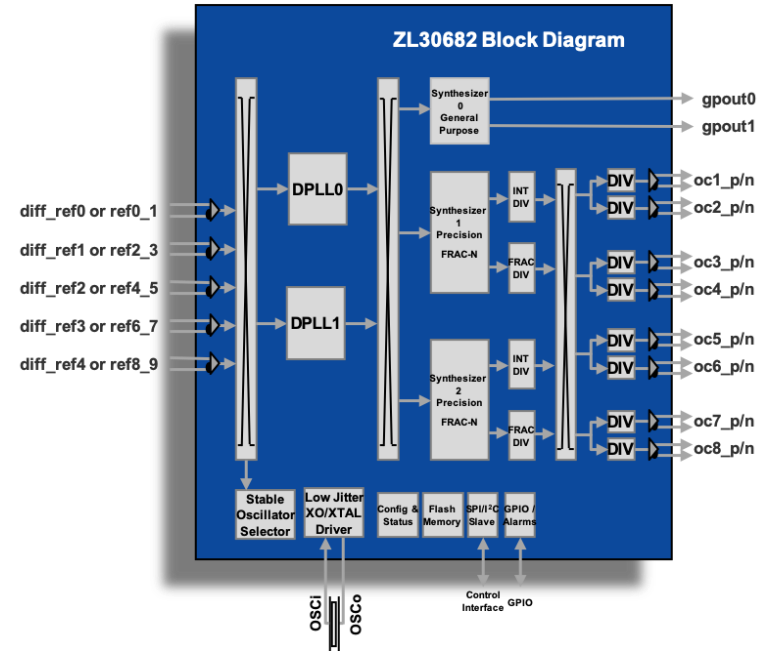 ZL30682 Block Diagram
Synthesizer
0
General
Purpose
gpout0
gpout1
DPLL0
DPLL1
diff_ref0 or ref0_1
diff_ref1 or ref2_3
diff_ref2 or ref4_5
diff_ref3 or ref6_7
diff_ref4 or ref8_9
Synthesizer
1
Precision
FRAC-N
INT
DIV
FRAC
DIV
Synthesizer
2
Precision
FRAC-N
INT
DIV
FRAC
DIV
DIV
oc1_p/n
DIV
oc2_p/n
DIV
oc3_p/n
DIV
oc4_p/n
DIV
oc5_p/n
DIV
oc6_p/n
DIV
oc7_p/n
DIV
oc8_p/n
Stable
Oscillator
Selector
Low Jitter
XO/XTAL
Driver
Config &
Status
Flash
Memory
SPI/I²C
Slave
GPIO /
Alarms
OSCi
OSCo
Control
Interface
GPIO